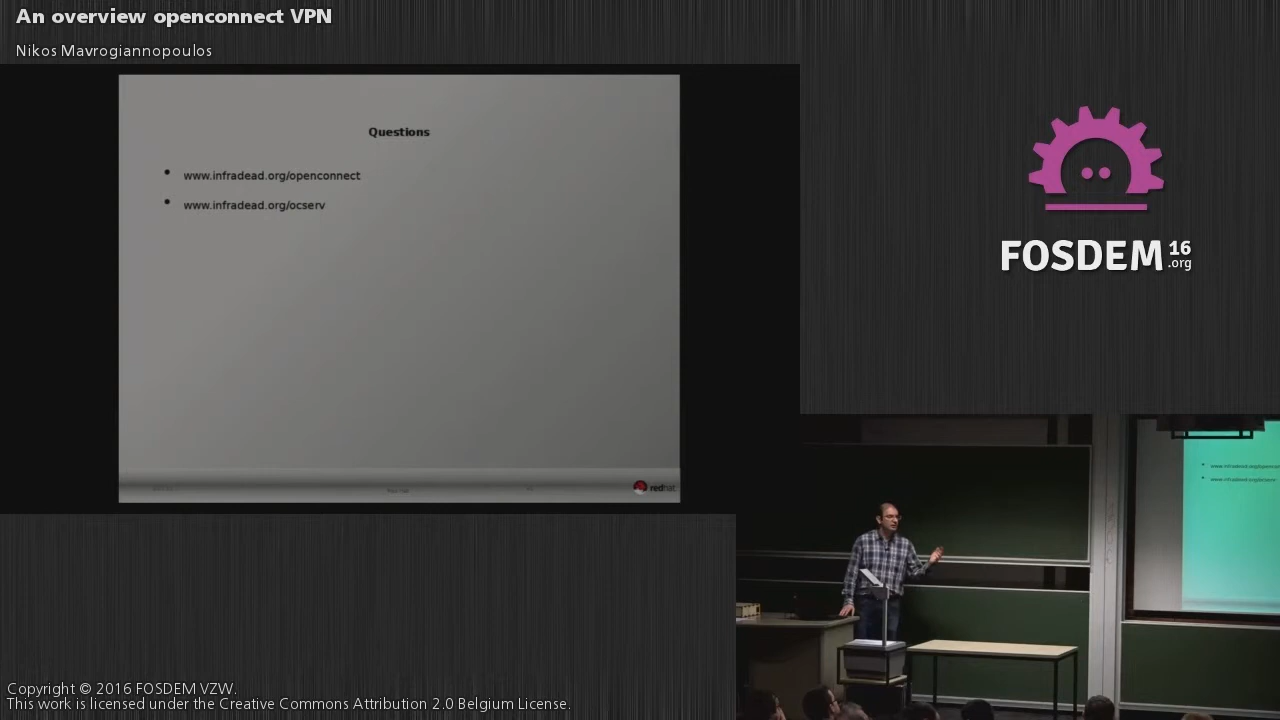 An overview openconnect VPN
Nikos Mavrogiannopoulos
Questions
www.infradead.org/openconnect
www.infradead.org/ocserv
redhat
FOSDEM 16
.org
Copyright © 2016 FOSDEM VZW.
This work is licensed under the Creative Commons Attribution 2.0 Belgium License.